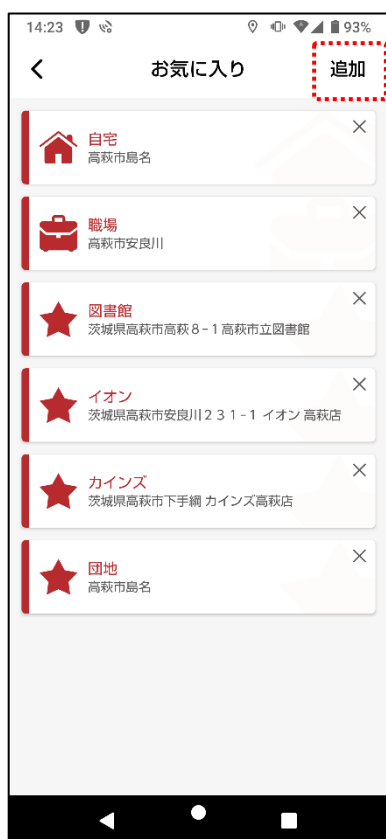 14:23 93%
お気に入り 追加
自宅
高萩市島名
職場
高萩市安良川
図書館
茨城県高萩市高萩８−１高萩市立図書館
イオン
茨城県高萩市安良川２３１−１ イオン 高萩店
カインズ
茨城県高萩市下手綱 カインズ高萩店
団地
高萩市島名